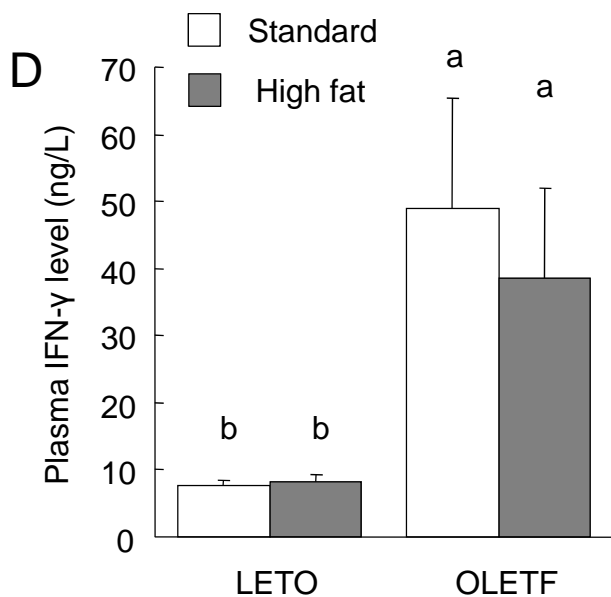 D
Standard
High fat
Plasma IFN-γ level (ng/L)
70
60
50
40
30
20
10
0
a
a
b
b
LETO
OLETF